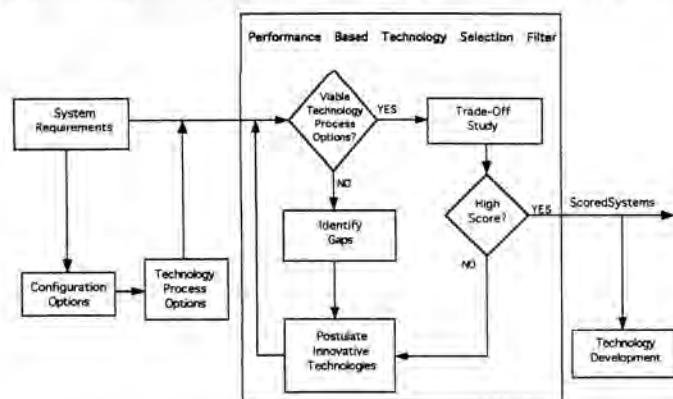 Performance Based Technology Selection Filter
System
Requirements
Viable
Technology
Process
Options?
YES
Trade-Off
Study
NO
High
Score?
YES
ScoredSystems
Identify
Gaps
NO
Configuration
Options
Technology
Process
Options
Postulate
Innovative
Technologies
Technology
Development